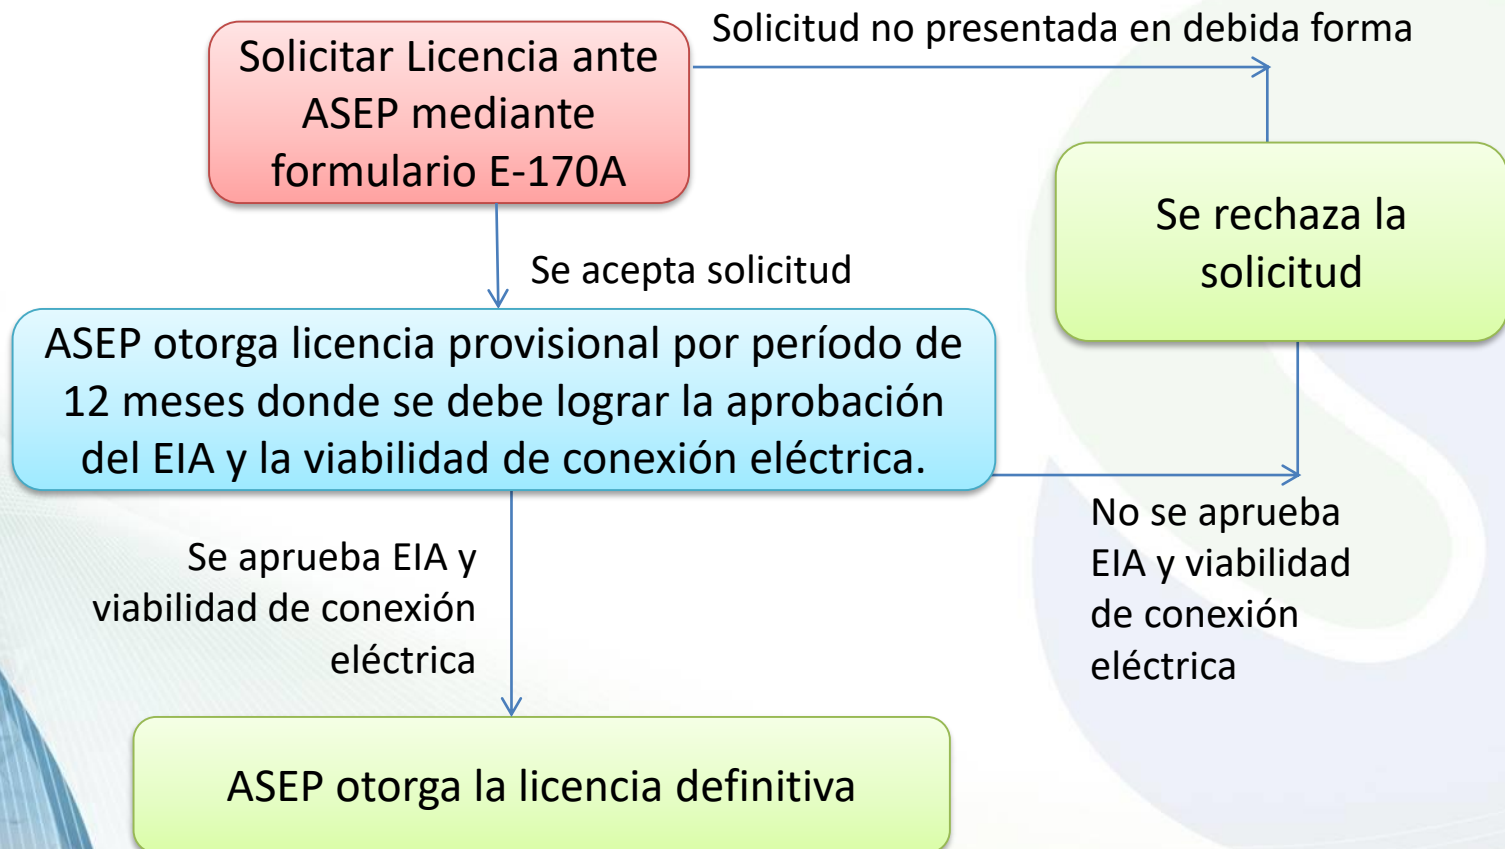 Solicitud no presentada en debida forma
Solicitar Licencia ante
ASEP mediante
formulario E-170A
Se rechaza la
solicitud
Se acepta solicitud
ASEP otorga licencia provisional por período de
12 meses donde se debe lograr la aprobación
del EIA y la viabilidad de conexión eléctrica.
No se aprueba
EIA y viabilidad
de conexión
eléctrica
Se aprueba EIA y
viabilidad de conexión
eléctrica
ASEP otorga la licencia definitiva